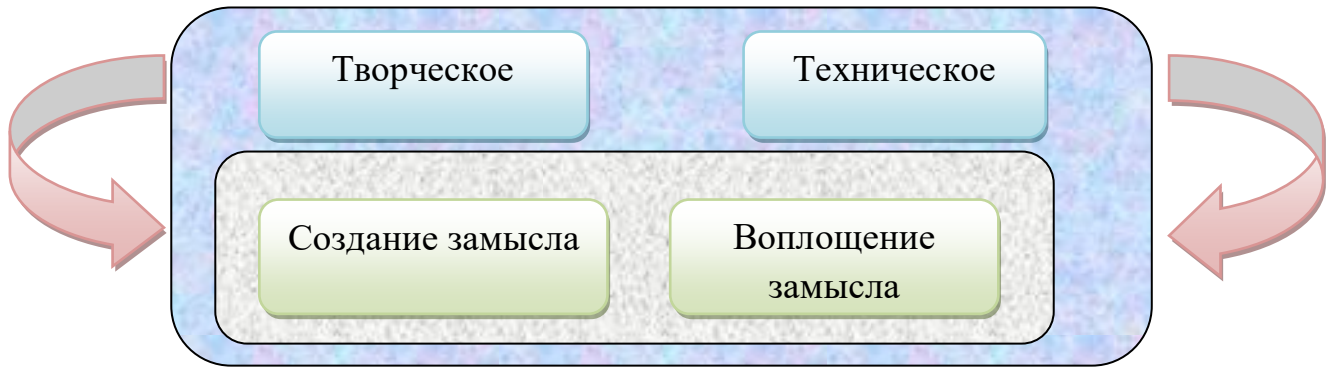 Творческое
Техническое
Создание замысла
Воплощение
замысла